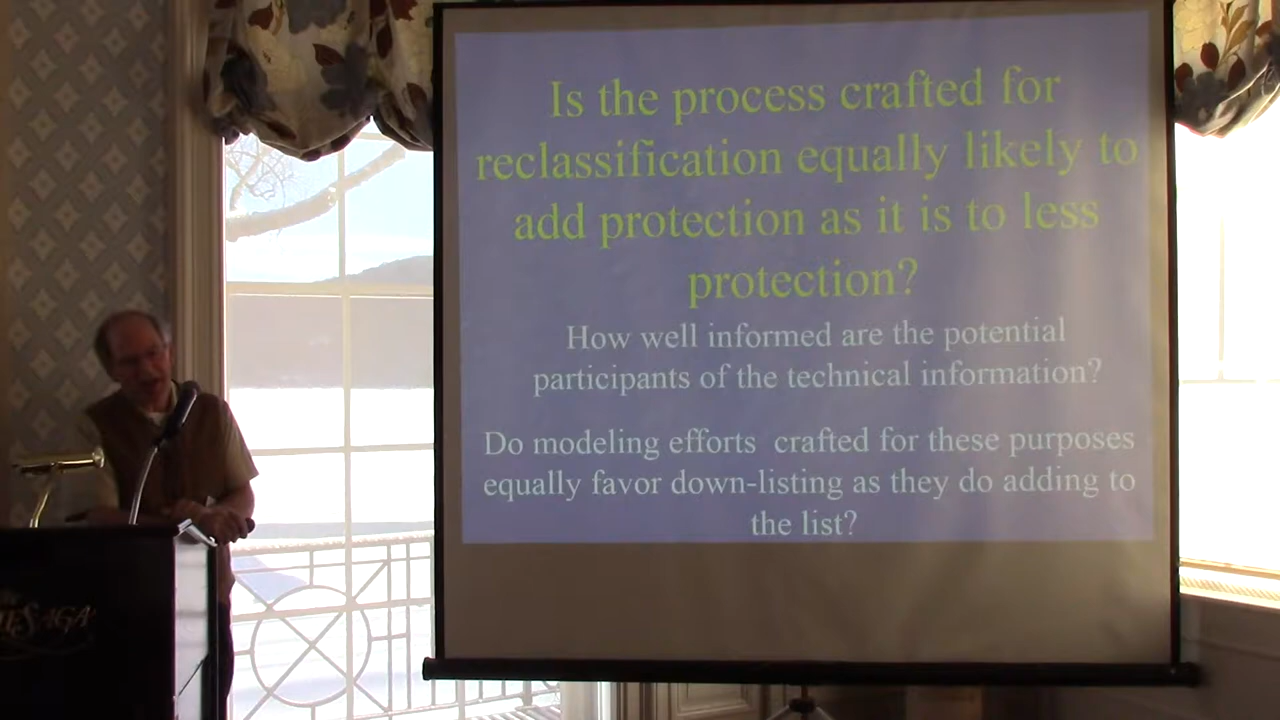 Is the process crafted for
reclassification equally likely to
add protection as it is to less
protection?
How well informed are the potential
participants of the technical information?
Do modeling efforts crafted for these purposes
equally favor down-listing as they do adding to
the list?